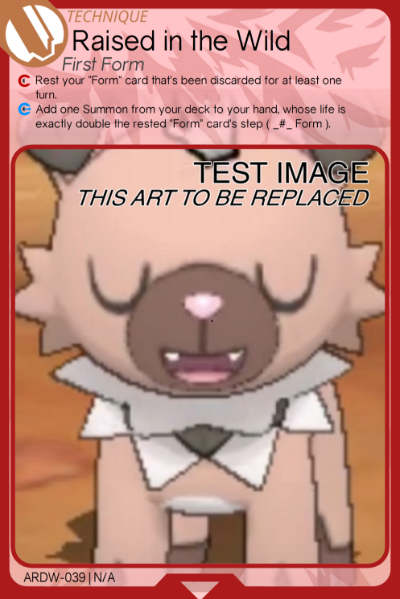 TECHNIQUE
Raised in the Wild
First Form
C Rest your "Form" card that's been discarded for at least one
turn.
C Add one Summon from your deck to your hand, whose life is
exactly double the rested "Form" card's step ( _#_ Form ).
TEST IMAGE
THIS ART TO BE REPLACED
ARDW-039 | N/A